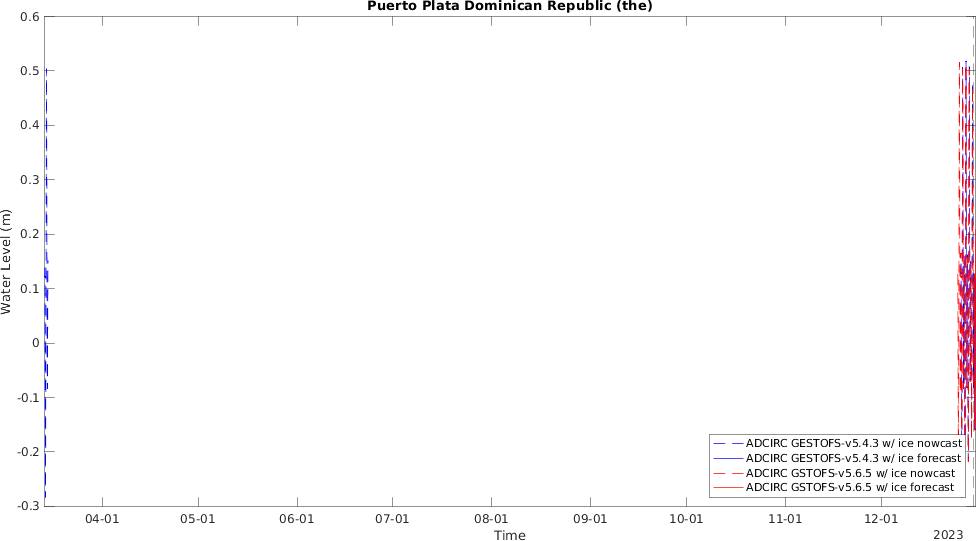 Puerto Plata Dominican Republic (the)
0.6
0.5
0.4
0.3
0.2
0.1
0
-0.1
-0.2
-0.3
Water Level (m)
ADCIRC GESTOFS-v5.4.3 w/ ice nowcast
ADCIRC GESTOFS-v5.4.3 w/ ice forecast
ADCIRC GSTOFS-v5.6.5 w/ ice nowcast
ADCIRC GSTOFS-v5.6.5 w/ ice forecast
04-01 05-01 06-01 07-01 08-01 09-01 10-01 11-01 12-01
Time
2023